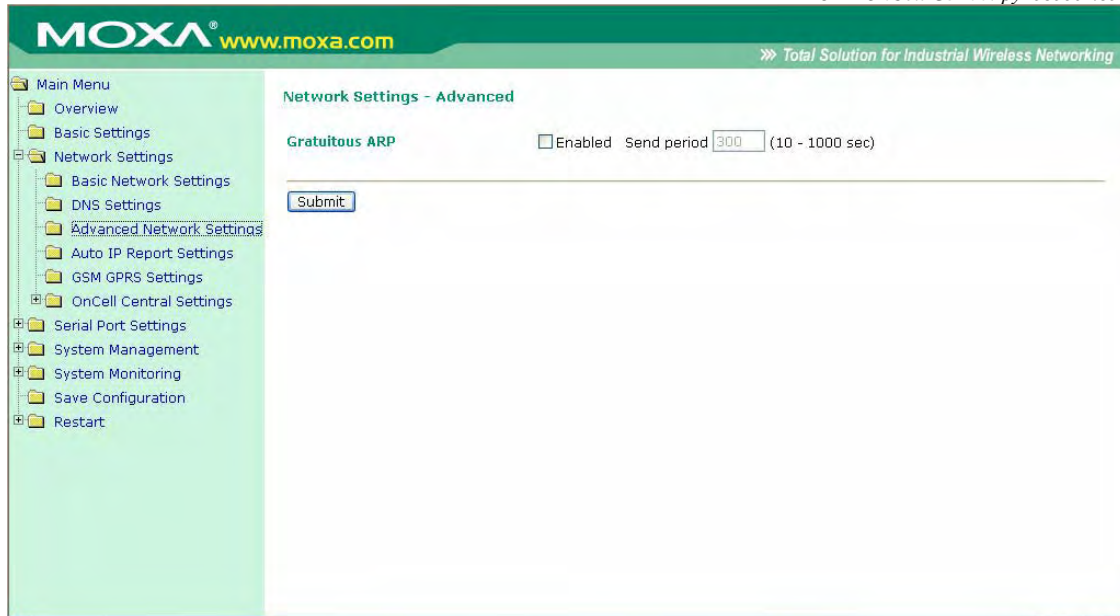 MOXA® www.moxa.com
Total Solution for Industrial Wireless Networking
Main Menu
Overview
Basic Settings
Network Settings
Basic Network Settings
DNS Settings
Advanced Network Settings
Auto IP Report Settings
GSM GPRS Settings
OnCell Central Settings
Serial Port Settings
System Management
System Monitoring
Save Configuration
Restart
Network Settings - Advanced
Gratuitous ARP Enabled Send period 300 (10 - 1000 sec)
Submit